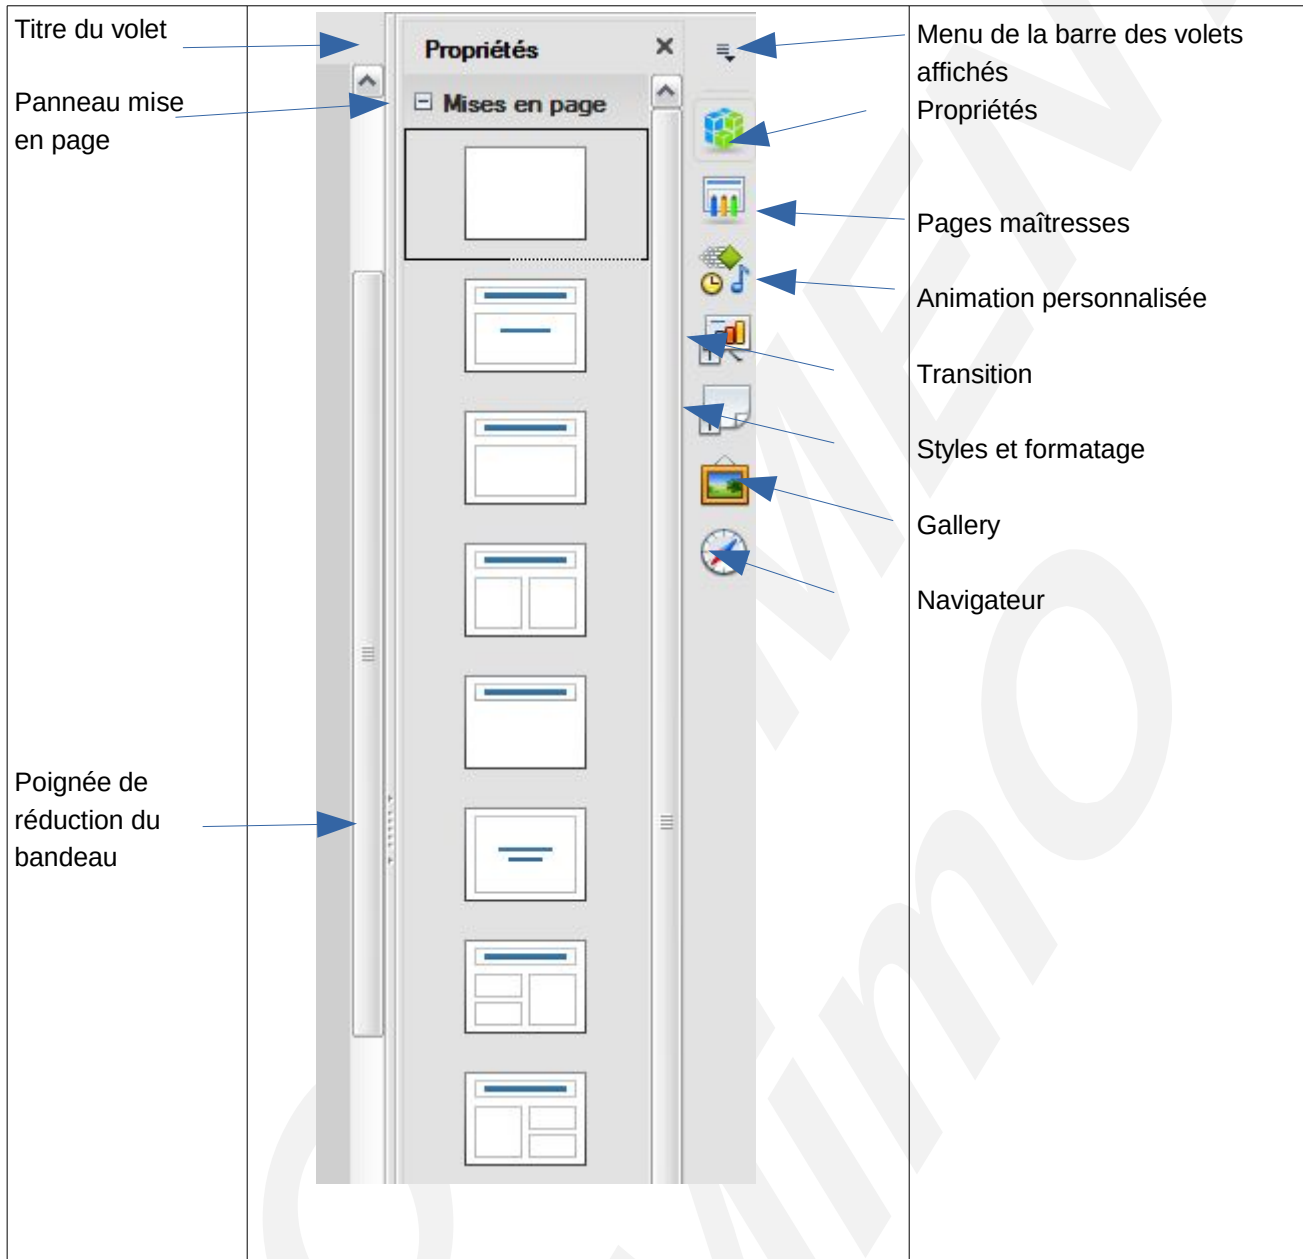 Titre du volet
Panneau mise
en page
Poignée de
réduction du
bandeau
Propriétés
Mises en page
Menu de la barre des volets
affichés
Propriétés
Pages maîtresses
Animation personnalisée
Transition
Styles et formatage
Gallery
Navigateur